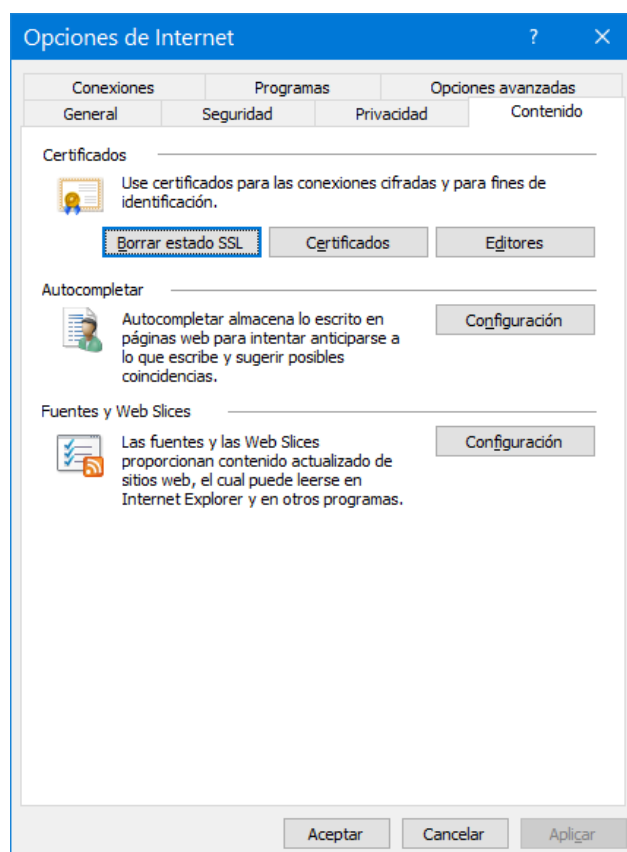 Opciones de Internet
Conexiones Programas Opciones avanzadas
General Seguridad Privacidad Contenido
Certificados
Use certificados para las conexiones cifradas y para fines de
identificación.
Borrar estado SSL Certificados Editores
Autocompletar
Autocompletar almacena lo escrito en
páginas web para intentar anticiparse a
lo que escribe y sugerir posibles
coincidencias.
Configuración
Fuentes y Web Slices
Las fuentes y las Web Slices
proporcionan contenido actualizado de
sitios web, el cual puede leerse en
Internet Explorer y en otros programas.
Configuración
Aceptar Cancelar Aplicar